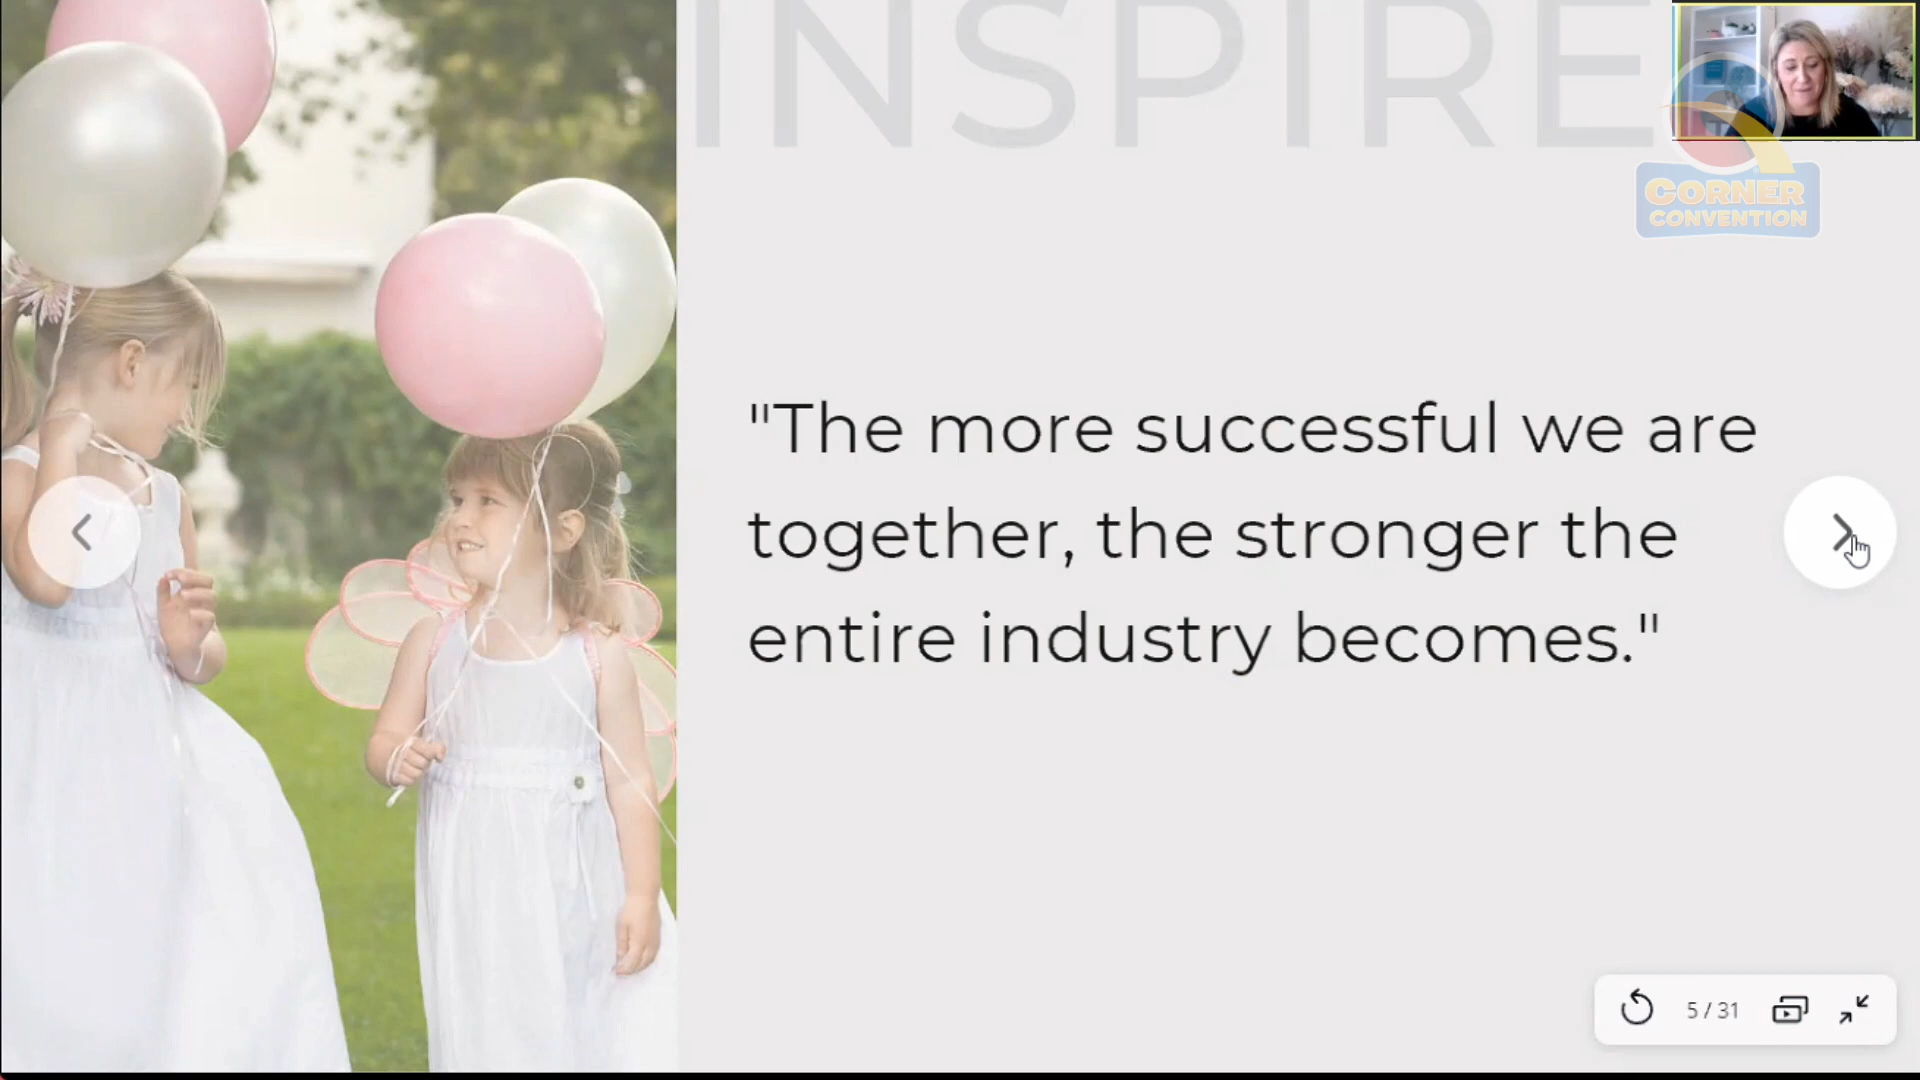 INSPIRE
CORNER
CONVENTION
"The more successful we are
together, the stronger the
entire industry becomes."
5 / 31